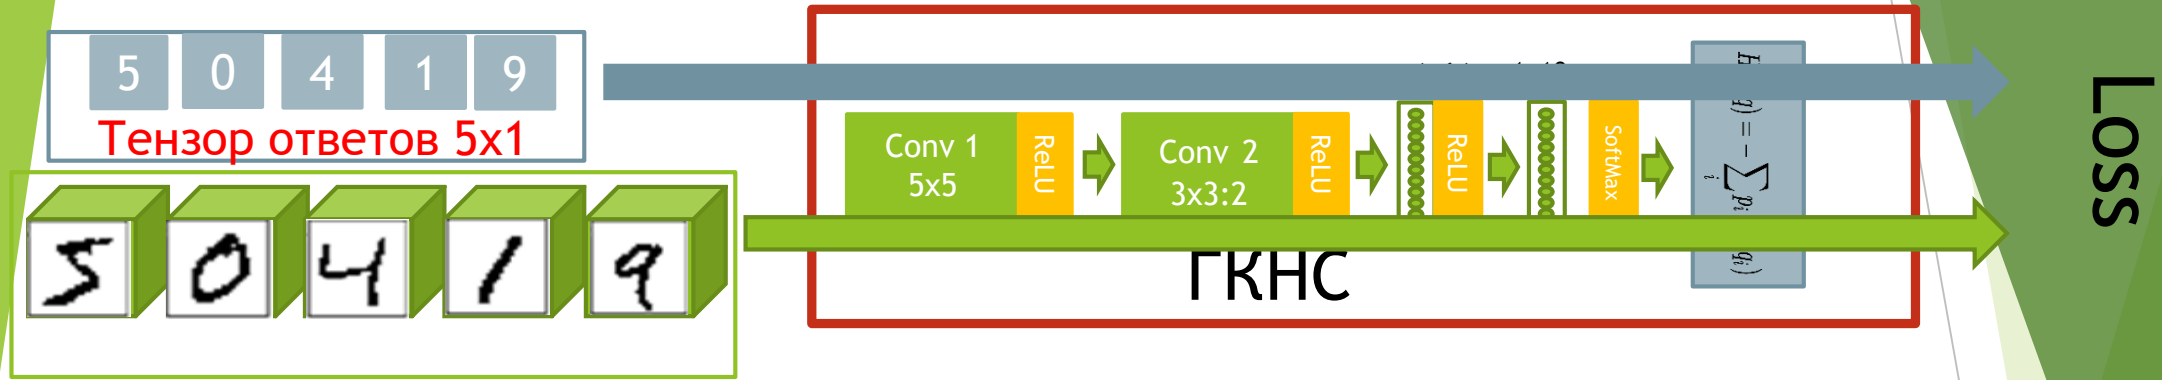 5 0 4 1 9
Тензор ответов 5x1
5 0 4 1 9
Conv 1
5x5
ReLU
Conv 2
3x3:2
ReLU
ReLU
SoftMax
ГКНС
Loss